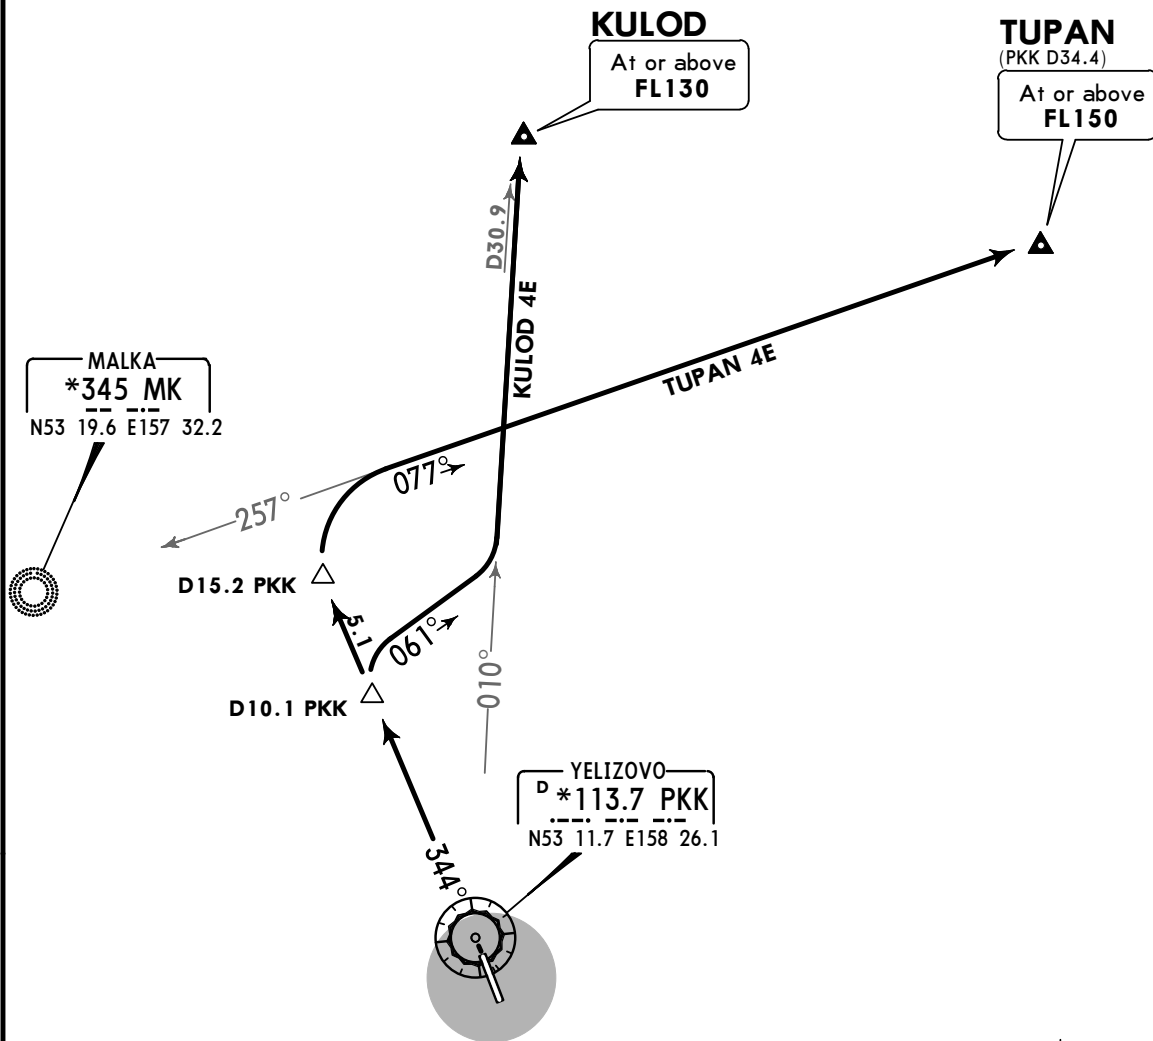 KULOD
At or above
FL130
TUPAN
(PKK D34.4)
At or above
FL150
D30.9
KULOD 4E
TUPAN 4E
MALKA
*345 MK
N53 19.6 E157 32.2
077°
257°
D15.2 PKK
5.1
061°
D10.1 PKK
010°
YELIZOVO
D *113.7 PKK
N53 11.7 E158 26.1
344°